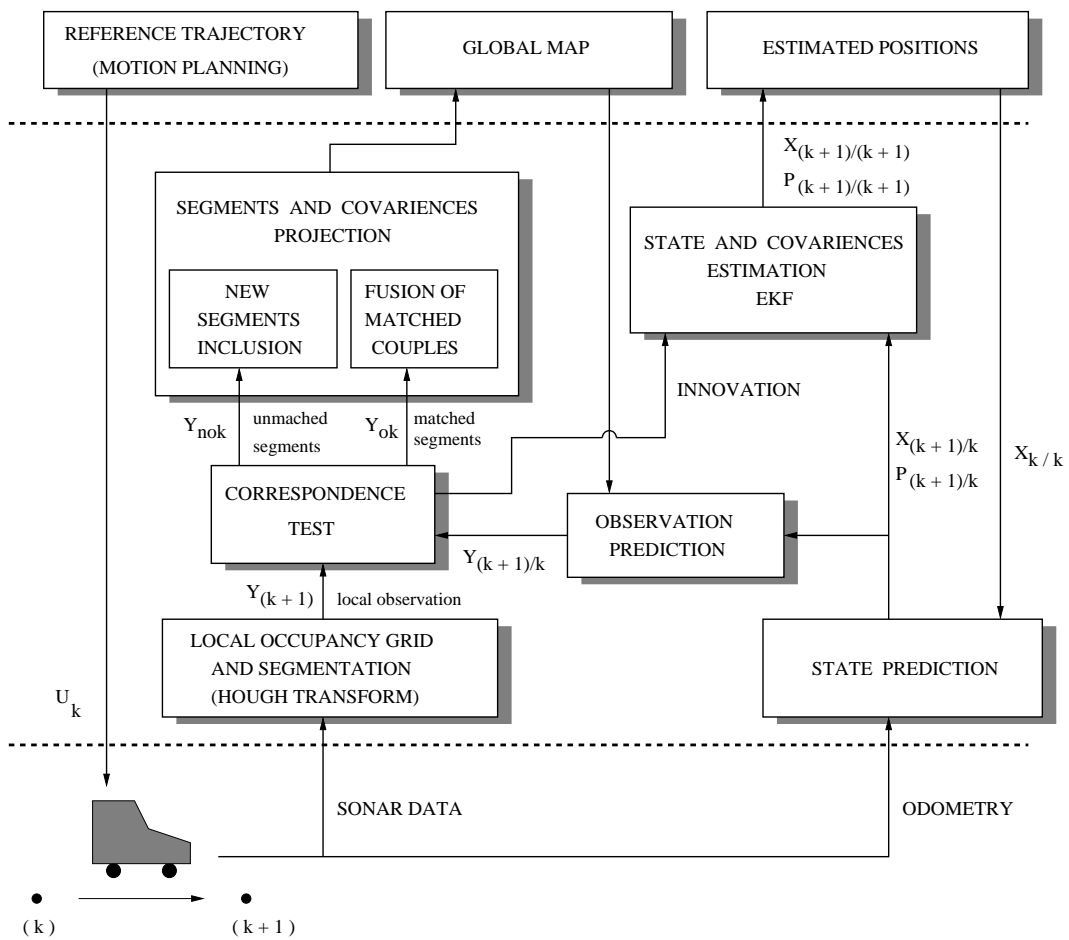 REFERENCE TRAJECTORY
(MOTION PLANNING)
GLOBAL MAP
ESTIMATED POSITIONS
X(k + 1)/(k + 1)
P(k + 1)/(k + 1)
SEGMENTS AND COVARIENCES
PROJECTION
STATE AND COVARIENCES
ESTIMATION
EKF
NEW
SEGMENTS
INCLUSION
FUSION OF
MATCHED
COUPLES
INNOVATION
Ynok
unmached
segments
Yok
matched
segments
X(k + 1)/k
P(k + 1)/k
Xk / k
CORRESPONDENCE
TEST
OBSERVATION
PREDICTION
Y(k + 1)/k
Y(k + 1)
local observation
LOCAL OCCUPANCY GRID
AND SEGMENTATION
(HOUGH TRANSFORM)
STATE PREDICTION
Uk
SONAR DATA
ODOMETRY
( k )
( k + 1 )